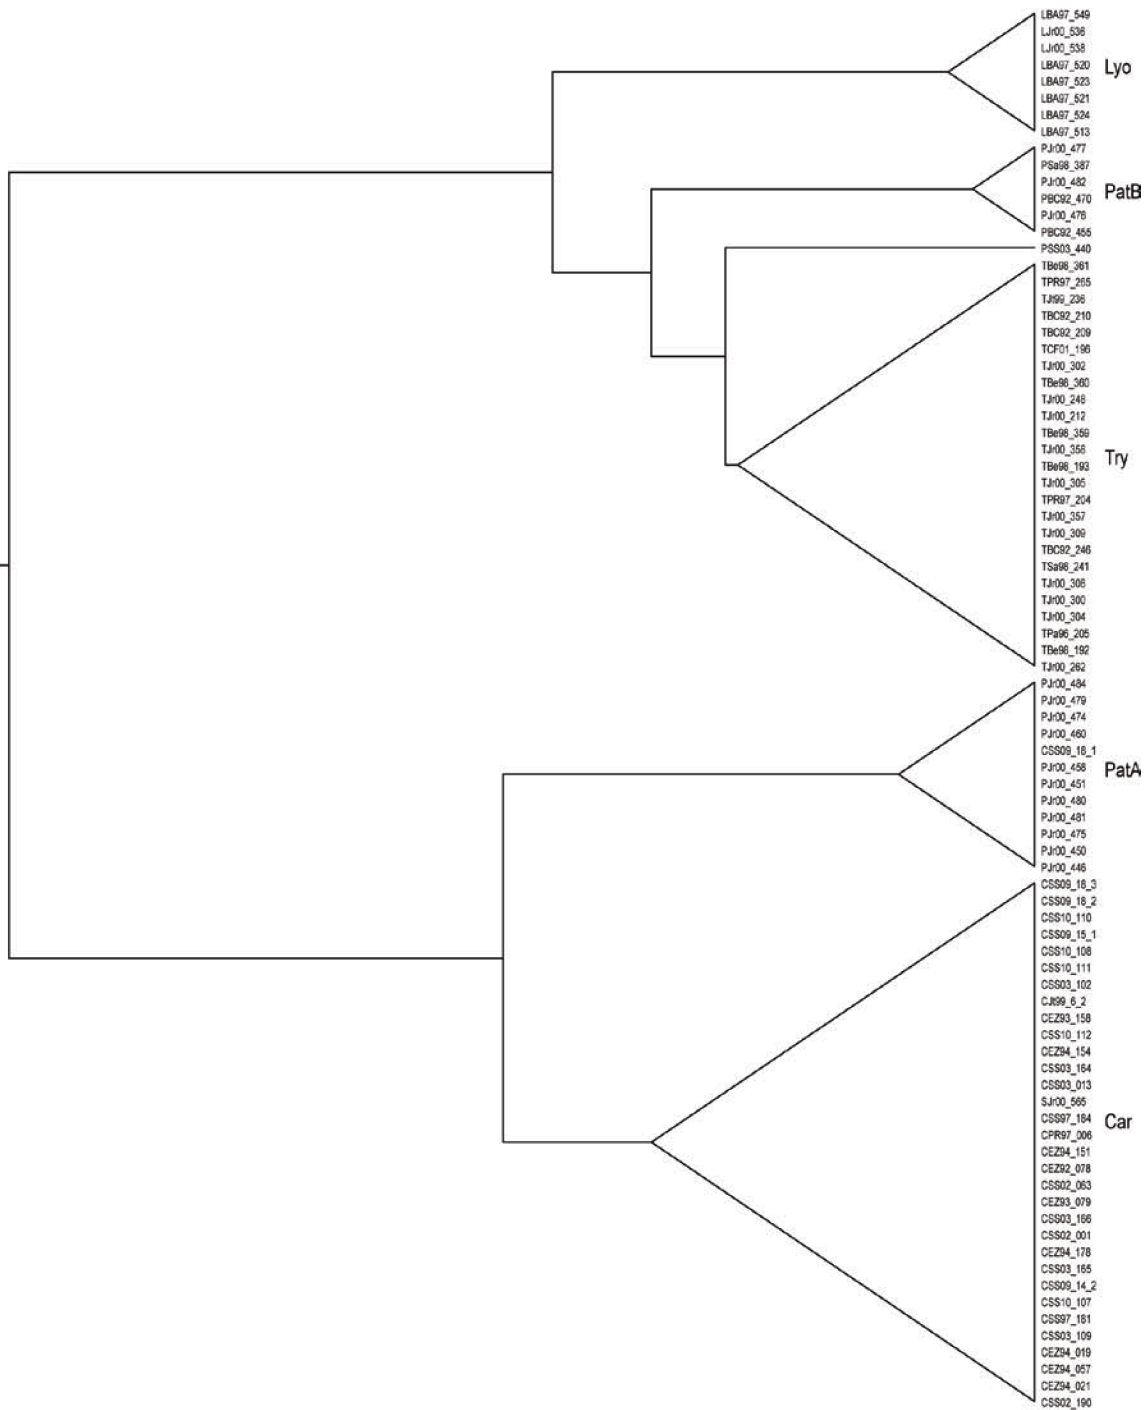 LBA97_549
LJr00_536
LJr00_538
LBA97_520
Lyo
LBA97_523
LBA97_521
LBA97_524
LBA97_513
PJr00_477
PSa98_387
PJr00_482
PatB
PBC92_470
PJr00_476
PBC92_455
PSS03_440
TBe98_361
TPR97_265
TJt99_236
TBC92_210
TBC92_209
TCF01_196
TJr00_302
TBe98_360
TJr00_248
TJr00_212
TBe98_359
TJr00_358
Try
TBe98_193
TJr00_305
TPR97_204
TJr00_357
TJr00_309
TBC92_246
TSa98_241
TJr00_306
TJr00_300
TJr00_304
TPa96_205
TBe98_192
TJr00_262
PJr00_484
PJr00_479
PJr00_474
PJr00_460
CSS09_18_1
PJr00_458
PatA
PJr00_451
PJr00_480
PJr00_481
PJr00_475
PJr00_450
PJr00_446
CSS09_18_3
CSS09_18_2
CSS10_110
CSS09_15_1
CSS10_108
CSS10_111
CSS03_102
CJt99_6_2
CEZ93_158
CSS10_112
CEZ94_154
CSS03_164
CSS03_013
SJr00_565
CSS97_184
Car
CPR97_006
CEZ94_151
CEZ92_078
CSS02_063
CEZ93_079
CSS03_166
CSS02_001
CEZ94_178
CSS03_165
CSS09_14_2
CSS10_107
CSS97_181
CSS03_109
CEZ94_019
CEZ94_057
CEZ94_021
CSS02_190